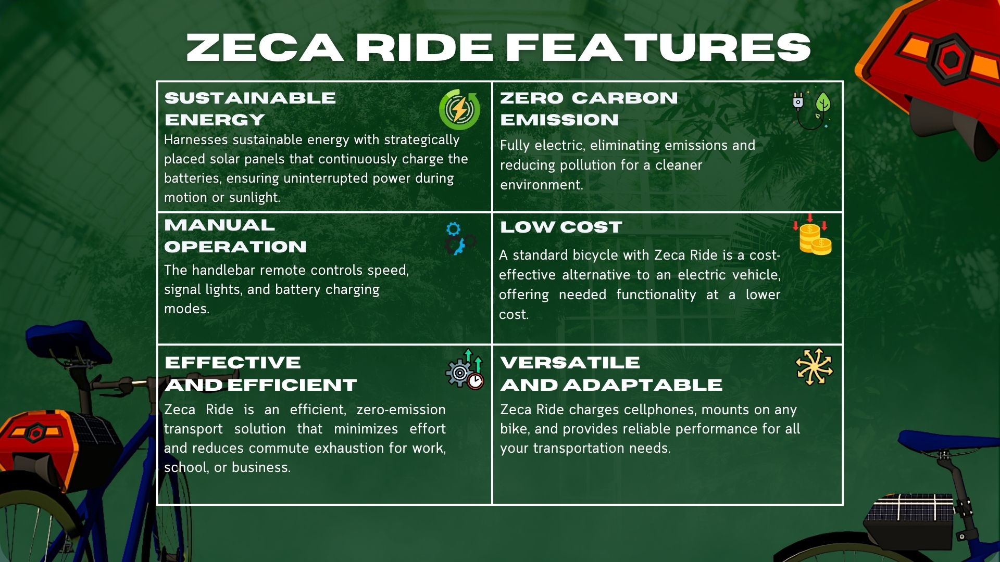 ZECA RIDE FEATURES
SUSTAINABLE
ENERGY
Harnesses sustainable energy with strategically
placed solar panels that continuously charge the
batteries, ensuring uninterrupted power during
motion or sunlight.
ZERO CARBON
EMISSION
Fully electric, eliminating emissions and
reducing pollution for a cleaner
environment.
MANUAL
OPERATION
The handlebar remote controls speed,
signal lights, and battery charging
modes.
LOW COST
A standard bicycle with Zeca Ride is a cost-
effective alternative to an electric vehicle,
offering needed functionality at a lower
cost.
EFFECTIVE
AND EFFICIENT
Zeca Ride is an efficient, zero-emission
transport solution that minimizes effort
and reduces commute exhaustion for work,
school, or business.
VERSATILE
AND ADAPTABLE
Zeca Ride charges cellphones, mounts on any
bike, and provides reliable performance for all
your transportation needs.